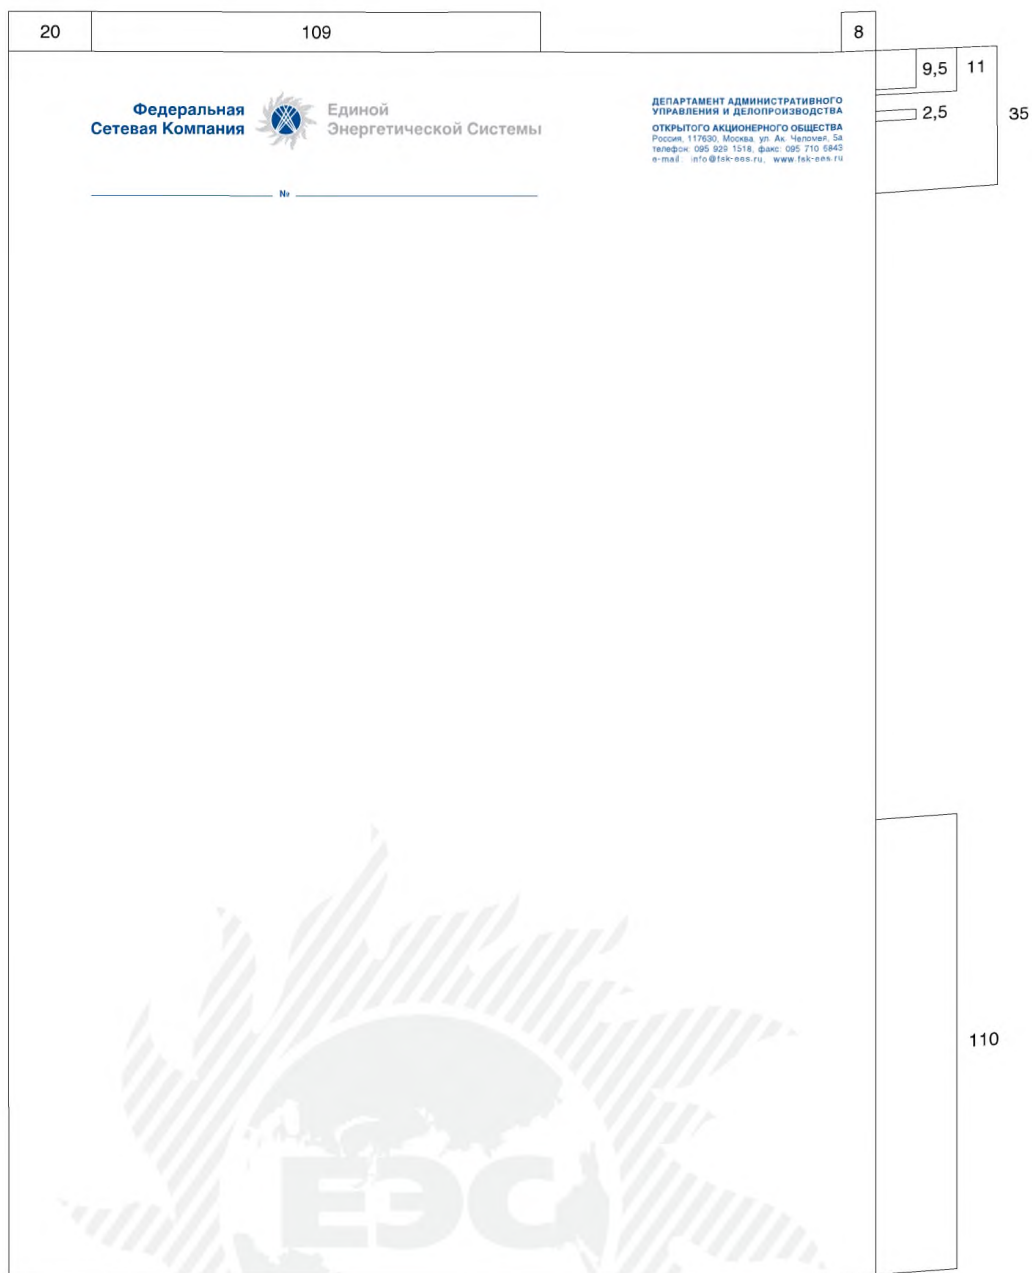 20
109
8
9,5
11
2,5
35
Федеральная
Сетевая Компания
Единой
Энергетической Системы
ДЕПАРТАМЕНТ АДМИНИСТРАТИВНОГО
УПРАВЛЕНИЯ И ДЕЛОПРОИЗВОДСТВА
ОТКРЫТОГО АКЦИОНЕРНОГО ОБЩЕСТВА
Россия, 117630, Москва, ул. Ак. Челомея, 5а
телефон: 095 929 1518, факс: 095 710 6843
e-mail: info@fsk-ees.ru, www.fsk-ees.ru
№
110
ЕЭС